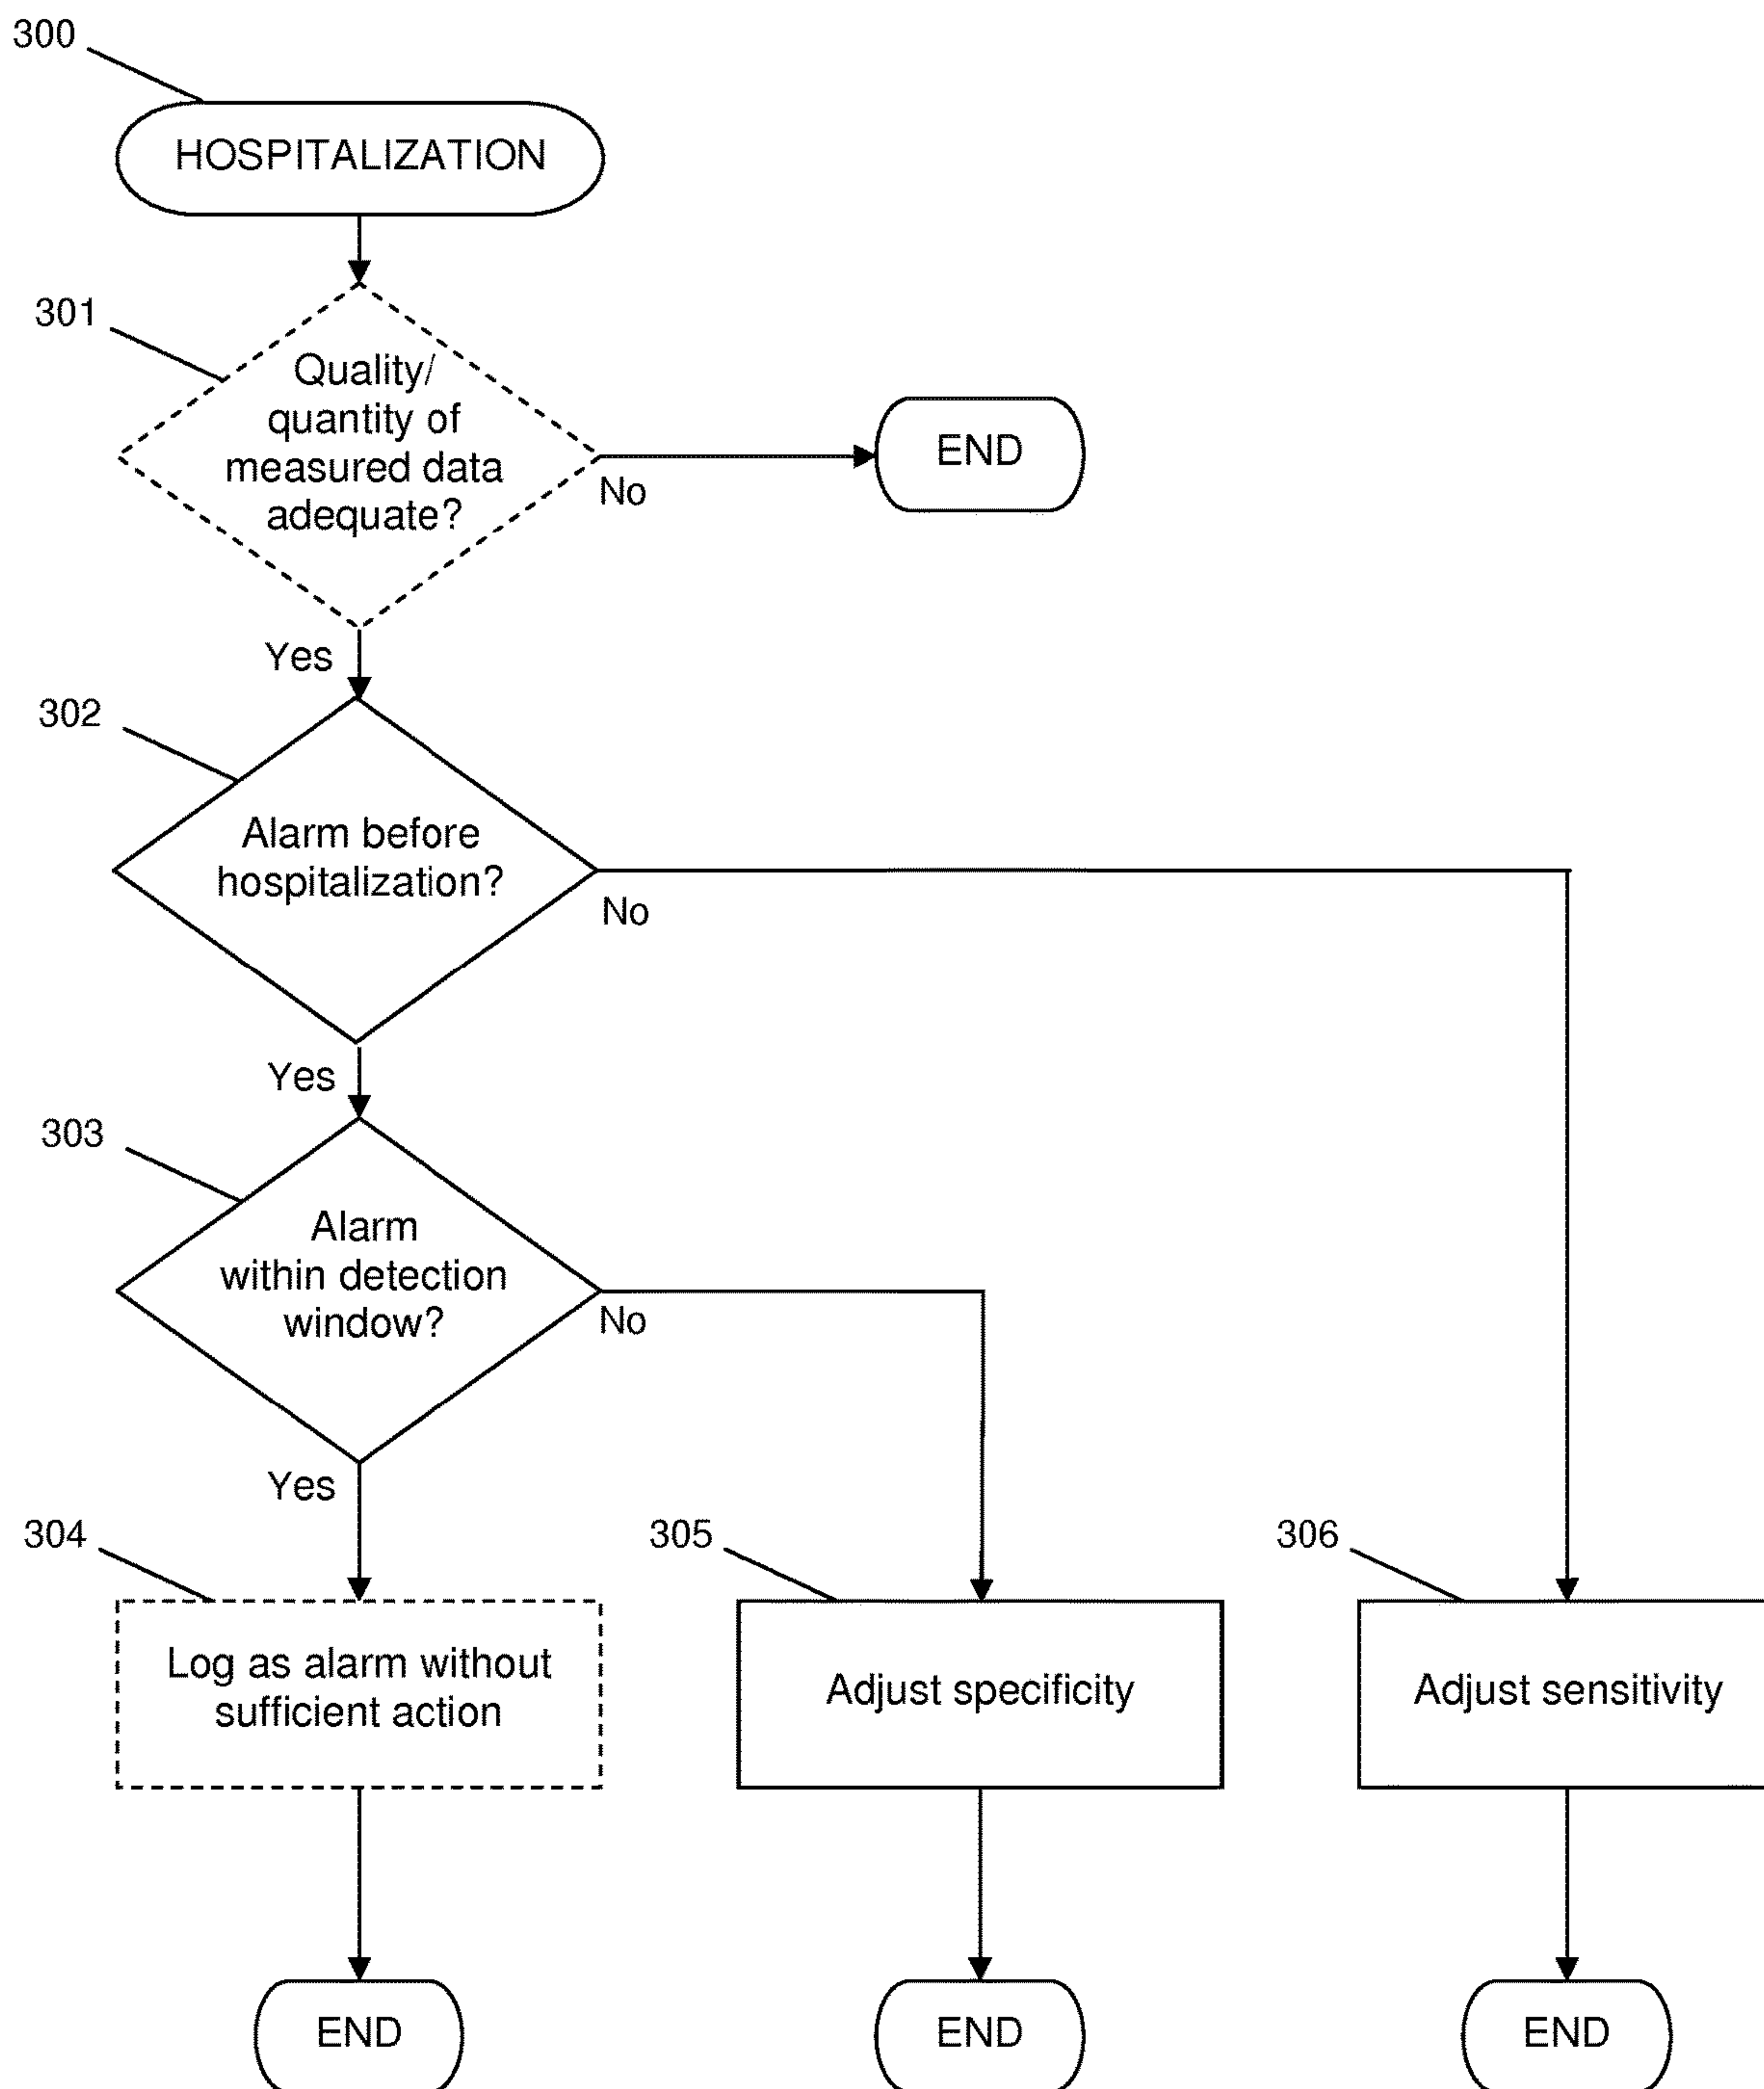 300
HOSPITALIZATION
301
Quality/
quantity of
measured data
adequate?
No
END
Yes
302
Alarm before
hospitalization?
No
Yes
303
Alarm
within detection
window?
No
Yes
304
305
306
Log as alarm without
sufficient action
Adjust specificity
Adjust sensitivity
END
END
END